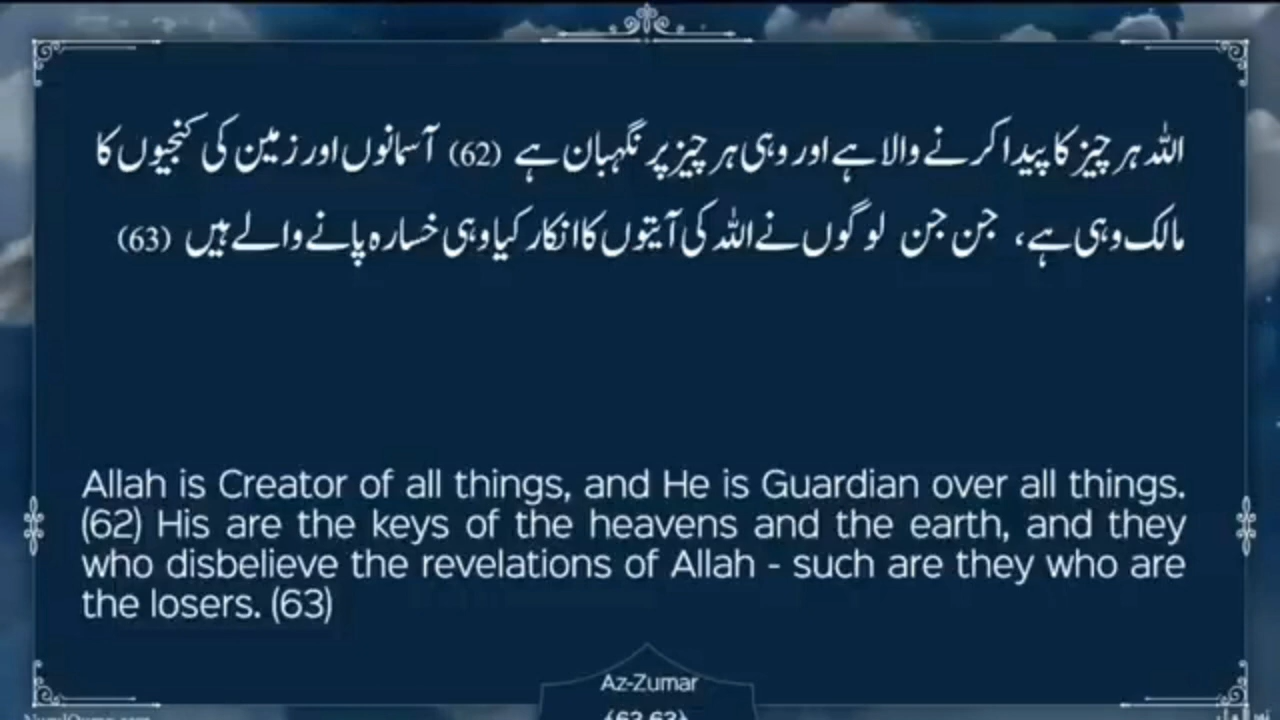 اللہ ہر چیز کا پیدا کرنے والا ہے اور وہی ہر چیز پر نگہبان ہے (62) آسمانوں اور زمین کی کنجیوں کا
مالک وہی ہے، جن جن لوگوں نے اللہ کی آیتوں کا انکار کیا وہی خسارہ پانے والے ہیں (63)
Allah is Creator of all things, and He is Guardian over all things.
(62) His are the keys of the heavens and the earth, and they
who disbelieve the revelations of Allah - such are they who are
the losers. (63)
Az-Zumar